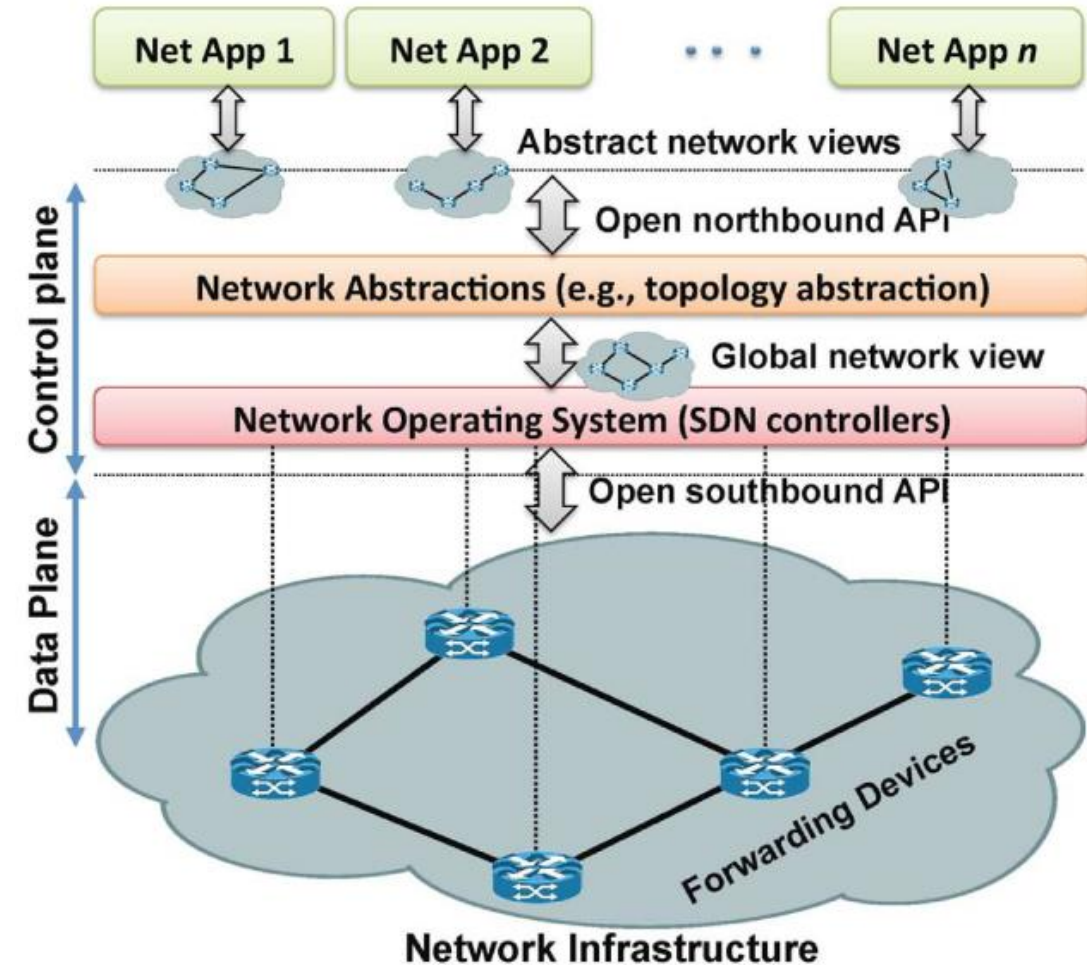 Net App 1
Net App 2
• • •
Net App n
Abstract network views
Open northbound API
Control plane
Network Abstractions (e.g., topology abstraction)
Global network view
Network Operating System (SDN controllers)
Open southbound API
Data Plane
Forwarding Devices
Network Infrastructure